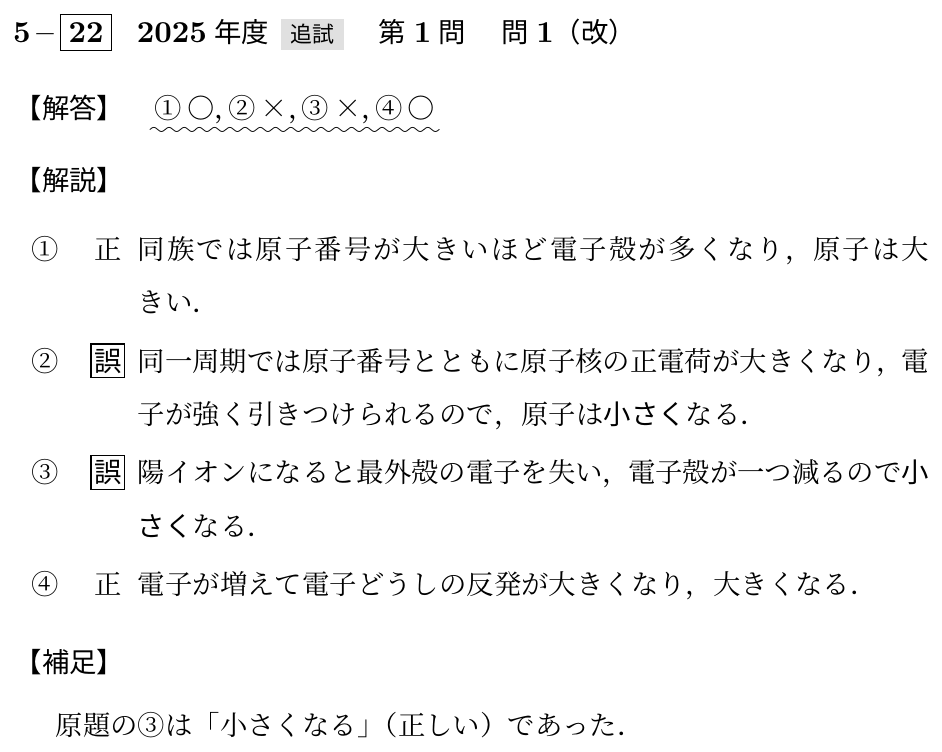 5–22 2025 年度 追試 第 1 問 問 1（改）
【解答】 ① ○, ② ×, ③ ×, ④ ○
【解説】
① 正 同族では原子番号が大きいほど電子殻が多くなり，原子は大
きい．
② 誤 同一周期では原子番号とともに原子核の正電荷が大きくなり，電
子が強く引きつけられるので，原子は小さくなる．
③ 誤 陽イオンになると最外殻の電子を失い，電子殻が一つ減るので小
さくなる．
④ 正 電子が増えて電子どうしの反発が大きくなり，大きくなる．
【補足】
原題の③は「小さくなる」（正しい）であった．